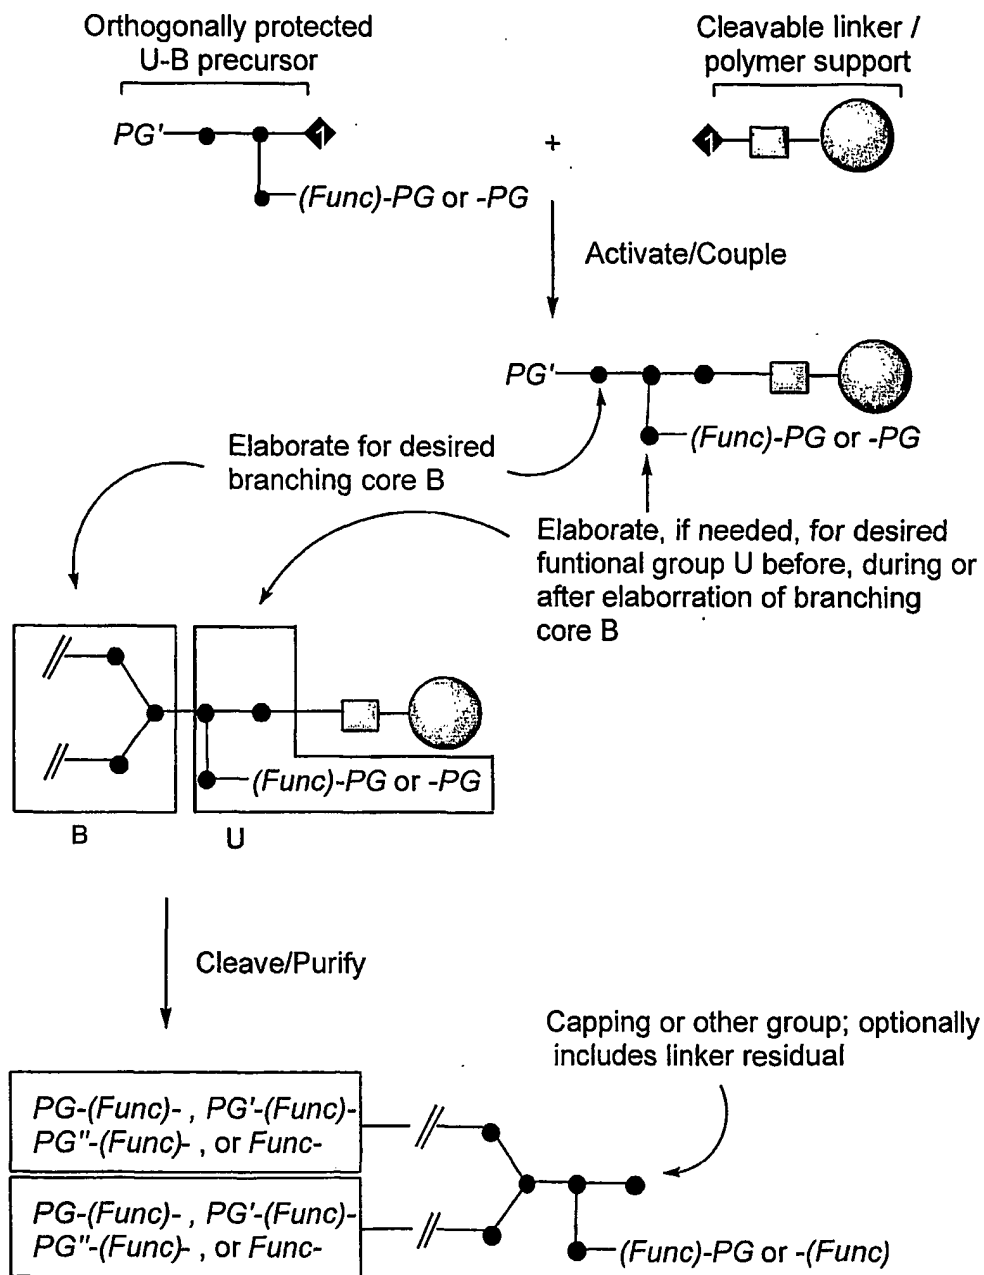 Orthogonally protected
U-B precursor
Cleavable linker /
polymer support
PG'
1
+
1
(Func)-PG or -PG
Activate/Couple
PG'
(Func)-PG or -PG
Elaborate for desired
branching core B
Elaborate, if needed, for desired
funtional group U before, during or
after elaborration of branching
core B
(Func)-PG or -PG
B
U
Cleave/Purify
Capping or other group; optionally
includes linker residual
PG-(Func)- , PG'-(Func)-
PG"-(Func)- , or Func-
PG-(Func)- , PG'-(Func)-
PG"-(Func)- , or Func-
(Func)-PG or -(Func)